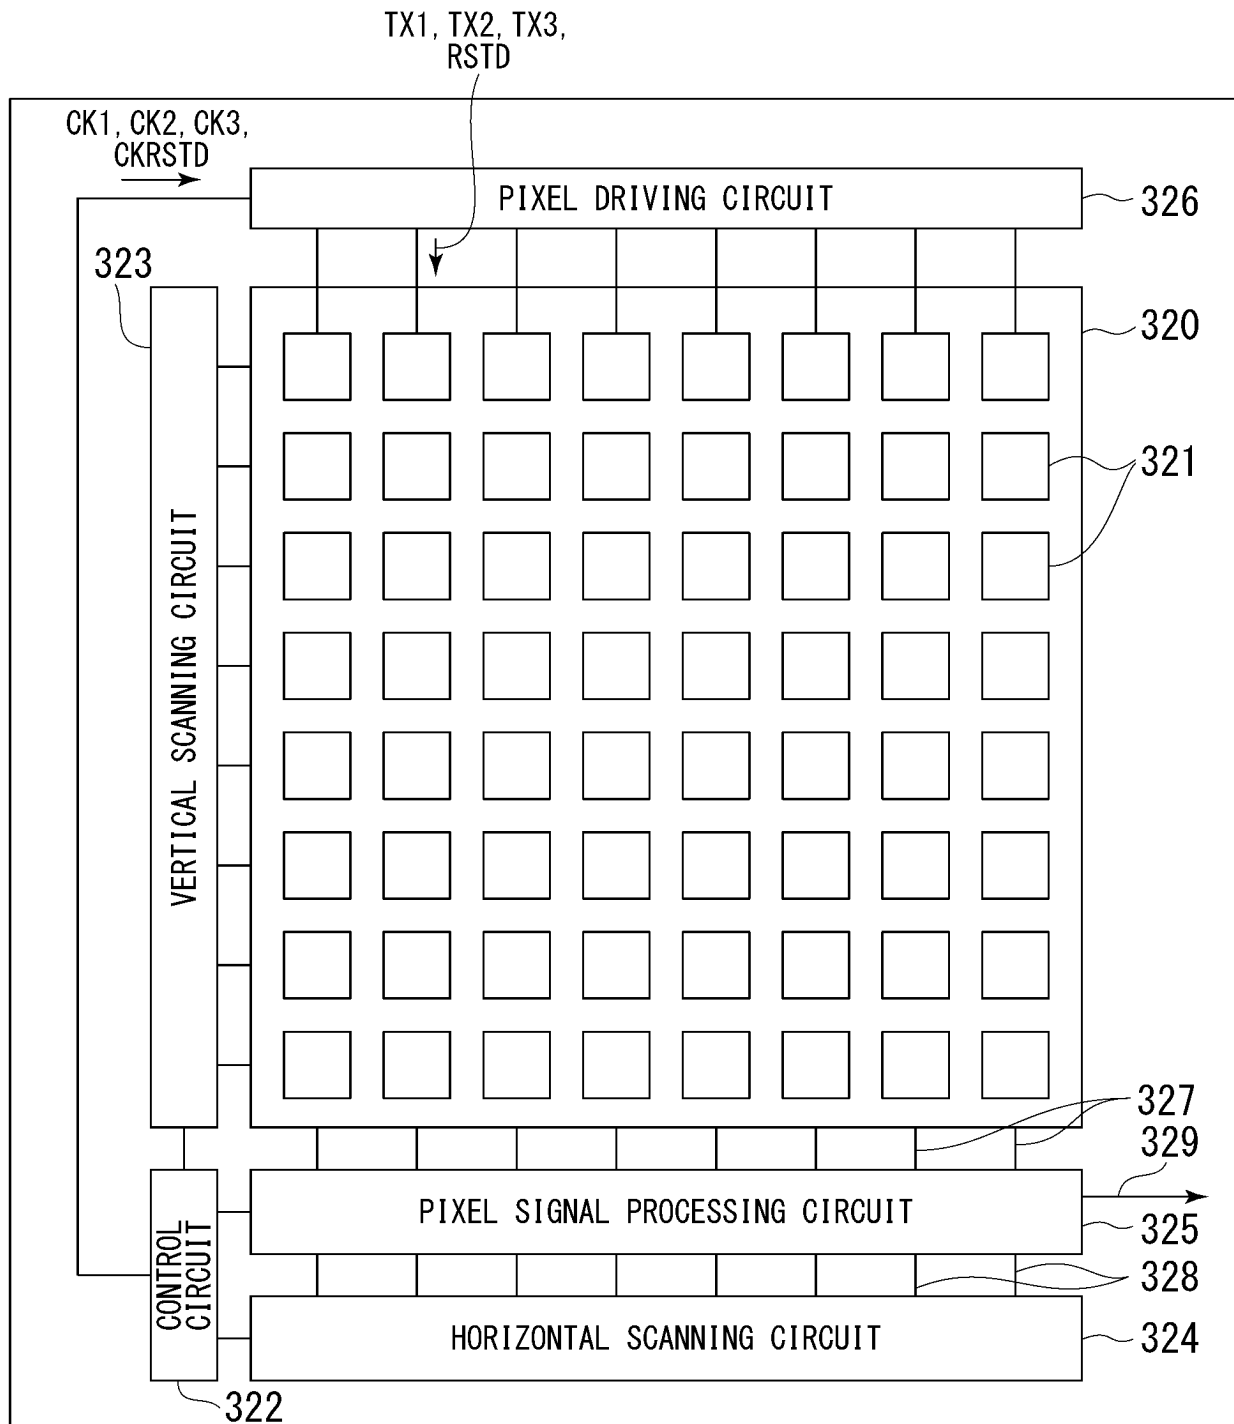 TX1, TX2, TX3,
RSTD
CK1, CK2, CK3,
CKRSTD
PIXEL DRIVING CIRCUIT
326
323
320
321
VERTICAL SCANNING CIRCUIT
327
329
PIXEL SIGNAL PROCESSING CIRCUIT
325
CONTROL
CIRCUIT
328
HORIZONTAL SCANNING CIRCUIT
324
322